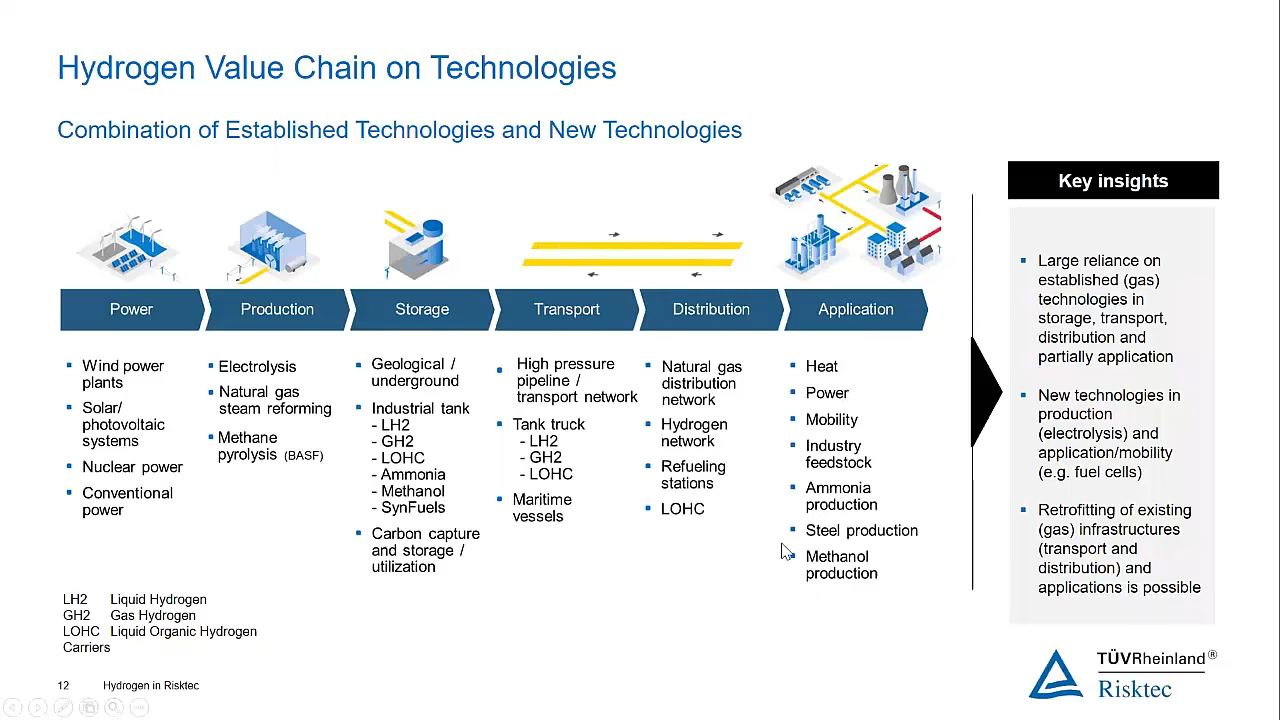 Hydrogen Value Chain on Technologies
Combination of Established Technologies and New Technologies
Power
Production
Storage
Transport
Distribution
Application
Wind power
plants
Solar/
photovoltaic
systems
Nuclear power
Conventional
power
Electrolysis
Natural gas
steam reforming
Methane
pyrolysis (BASF)
Geological /
underground
Industrial tank
- LH2
- GH2
- LOHC
- Ammonia
- Methanol
- SynFuels
Carbon capture
and storage /
utilization
High pressure
pipeline /
transport network
Tank truck
- LH2
- GH2
- LOHC
Maritime
vessels
Natural gas
distribution
network
Hydrogen
network
Refueling
stations
LOHC
Heat
Power
Mobility
Industry
feedstock
Ammonia
production
Steel production
Methanol
production
Key insights
Large reliance on
established (gas)
technologies in
storage, transport,
distribution and
partially application
New technologies in
production
(electrolysis) and
application/mobility
(e.g. fuel cells)
Retrofitting of existing
(gas) infrastructures
(transport and
distribution) and
applications is possible
LH2 Liquid Hydrogen
GH2 Gas Hydrogen
LOHC Liquid Organic Hydrogen
Carriers
12 Hydrogen in Risktec
TÜVRheinland®
Risktec